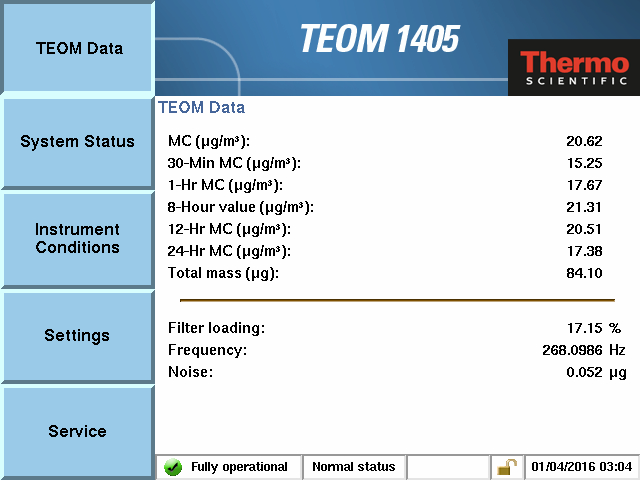 TEOM Data
TEOM 1405
Thermo
SCIENTIFIC
System Status
Instrument
Conditions
Settings
Service
TEOM Data
MC (µg/m³): 20.62
30-Min MC (µg/m³): 15.25
1-Hr MC (µg/m³): 17.67
8-Hour value (µg/m³): 21.31
12-Hr MC (µg/m³): 20.51
24-Hr MC (µg/m³): 17.38
Total mass (µg): 84.10
Filter loading: 17.15 %
Frequency: 268.0986 Hz
Noise: 0.052 µg
Fully operational
Normal status
01/04/2016 03:04